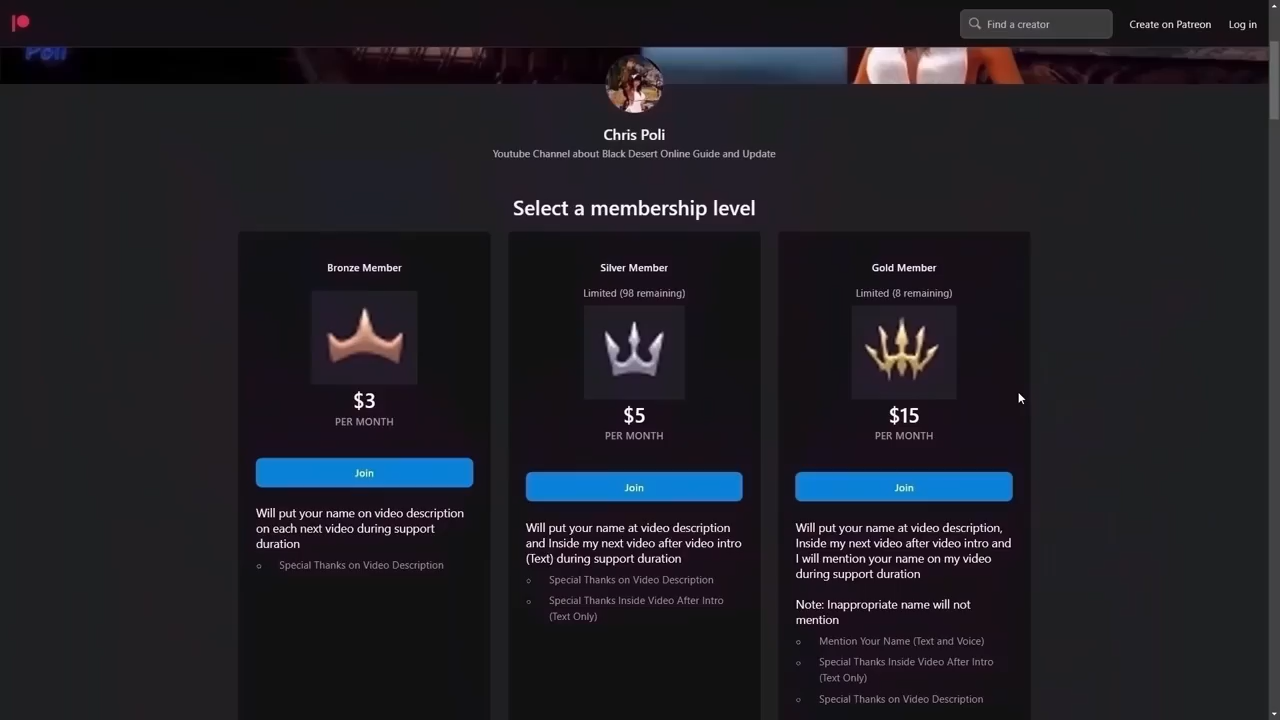 Find a creator
Create on Patreon
Log in
Poli
Chris Poli
Youtube Channel about Black Desert Online Guide and Update
Select a membership level
Bronze Member
$3
PER MONTH
Join
Will put your name on video description
on each next video during support
duration
Special Thanks on Video Description
Silver Member
Limited (98 remaining)
$5
PER MONTH
Join
Will put your name at video description
and Inside my next video after video intro
(Text) during support duration
Special Thanks on Video Description
Special Thanks Inside Video After Intro
(Text Only)
Gold Member
Limited (8 remaining)
$15
PER MONTH
Join
Will put your name at video description,
Inside my next video after video intro and
I will mention your name on my video
during support duration
Note: Inappropriate name will not
mention
Mention Your Name (Text and Voice)
Special Thanks Inside Video After Intro
(Text Only)
Special Thanks on Video Description